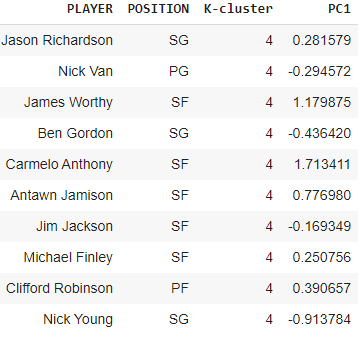 PLAYER POSITION K-cluster PC1
Jason Richardson SG 4 0.281579
Nick Van PG 4 -0.294572
James Worthy SF 4 1.179875
Ben Gordon SG 4 -0.436420
Carmelo Anthony SF 4 1.713411
Antawn Jamison SF 4 0.776980
Jim Jackson SF 4 -0.169349
Michael Finley SF 4 0.250756
Clifford Robinson PF 4 0.390657
Nick Young SG 4 -0.913784